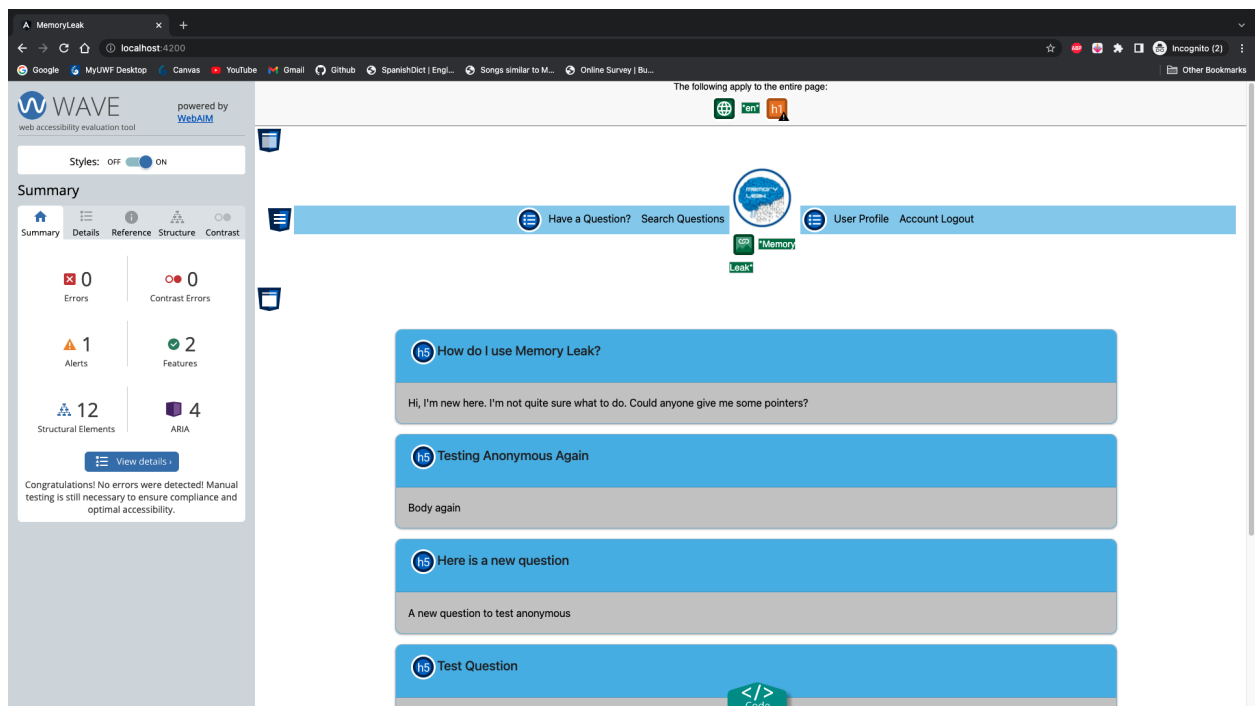 MemoryLeak
localhost:4200
ABP
Incognito (2)
Google MyUWF Desktop Canvas YouTube Gmail Github SpanishDict | Engl... Songs similar to M... Online Survey | Bu... Other Bookmarks
WAVE
web accessibility evaluation tool
powered by
WebAIM
Styles: OFF ON
Summary
Summary Details Reference Structure Contrast
0 0
Errors Contrast Errors
1 2
Alerts Features
12 4
Structural Elements ARIA
View details ›
Congratulations! No errors were detected! Manual
testing is still necessary to ensure compliance and
optimal accessibility.
The following apply to the entire page:
*en* h1
MEMORY
LEAK
Have a Question? Search Questions User Profile Account Logout
*Memory
Leak*
h5 How do I use Memory Leak?
Hi, I'm new here. I'm not quite sure what to do. Could anyone give me some pointers?
h5 Testing Anonymous Again
Body again
h5 Here is a new question
A new question to test anonymous
h5 Test Question
</>
Code